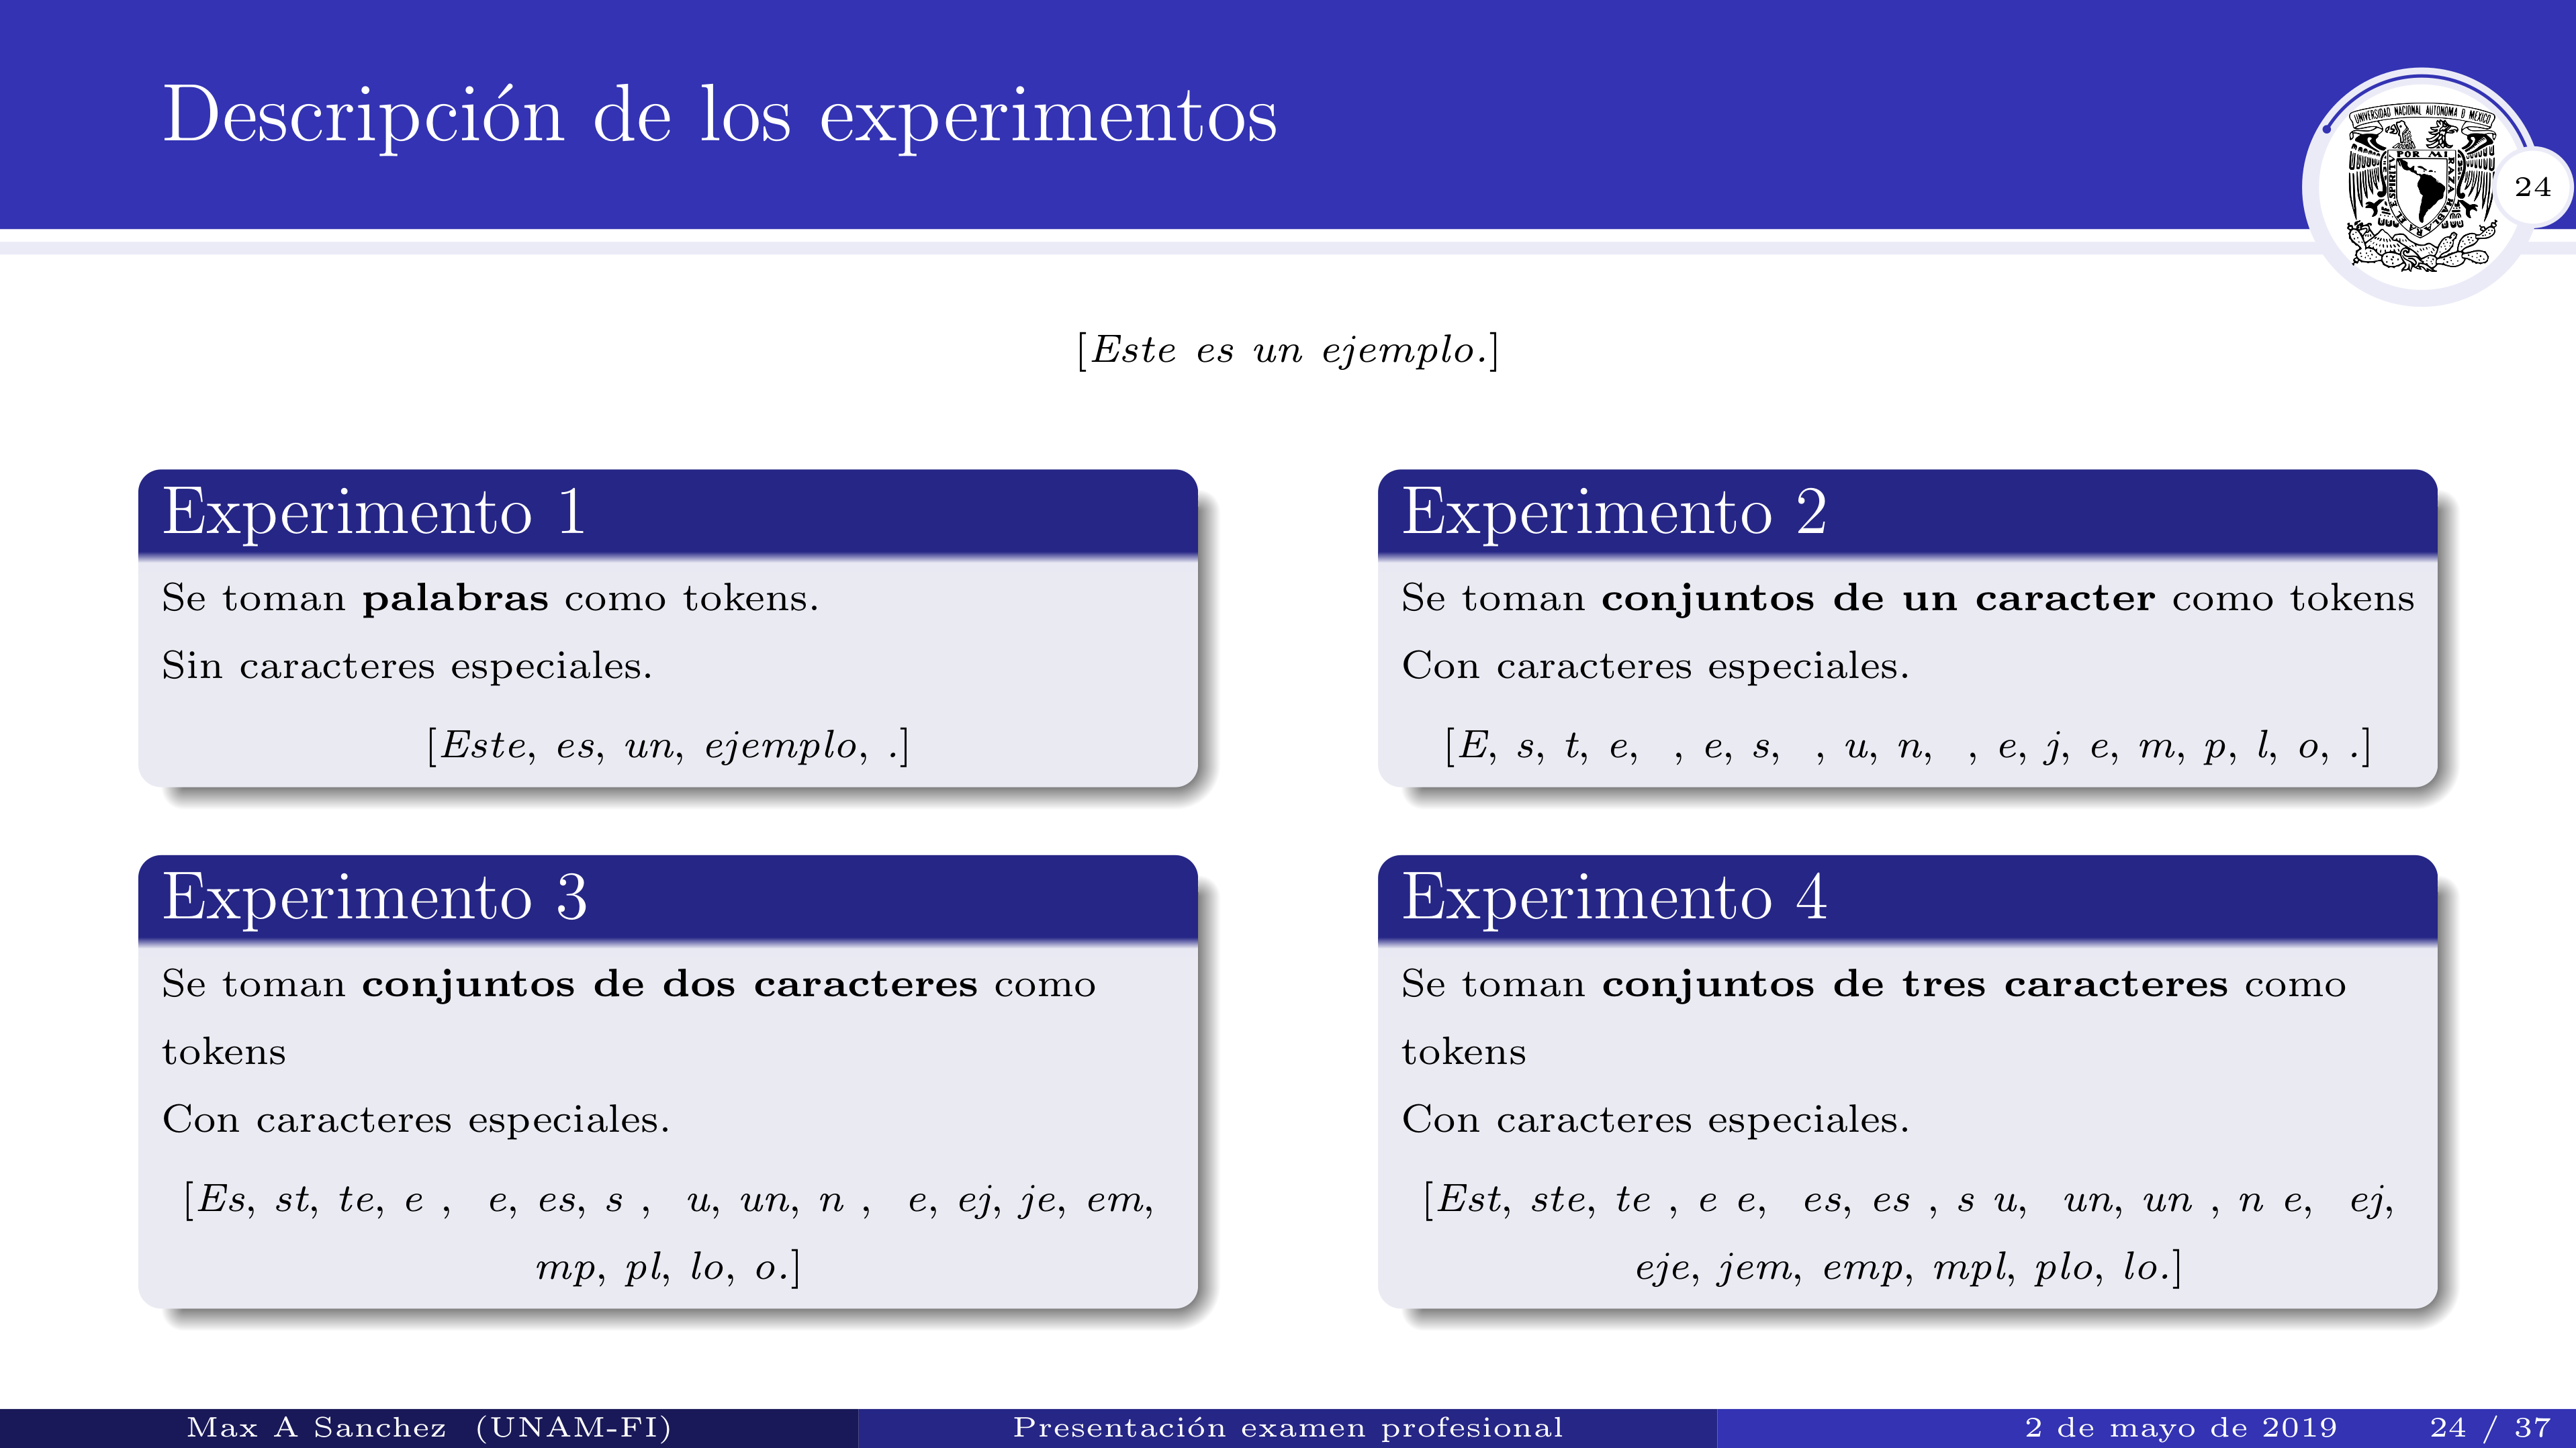 Descripción de los experimentos
UNIVERSIDAD NACIONAL AUTONOMA D MEXICO
POR MI RAZA HABLARA EL ESPIRITU
24
[Este es un ejemplo.]
Experimento 1
Se toman palabras como tokens.
Sin caracteres especiales.
[Este, es, un, ejemplo, .]
Experimento 2
Se toman conjuntos de un caracter como tokens
Con caracteres especiales.
[E, s, t, e,  , e, s,  , u, n,  , e, j, e, m, p, l, o, .]
Experimento 3
Se toman conjuntos de dos caracteres como
tokens
Con caracteres especiales.
[Es, st, te, e ,  e, es, s ,  u, un, n ,  e, ej, je, em,
mp, pl, lo, o.]
Experimento 4
Se toman conjuntos de tres caracteres como
tokens
Con caracteres especiales.
[Est, ste, te , e e,  es, es , s u,  un, un , n e,  ej,
eje, jem, emp, mpl, plo, lo.]
Max A Sanchez (UNAM-FI)
Presentación examen profesional
2 de mayo de 2019
24 / 37